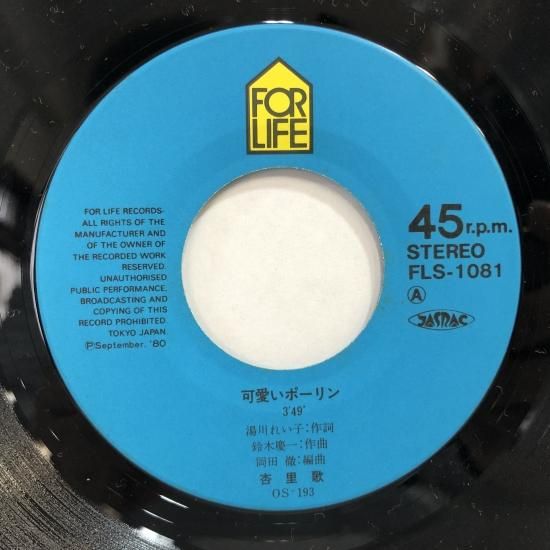 FOR
LIFE
FOR LIFE RECORDS-
ALL RIGHTS OF THE
MANUFACTURER AND
OF THE OWNER OF
THE RECORDED WORK
RESERVED.
UNAUTHORISED
PUBLIC PERFORMANCE,
BROADCASTING AND
COPYING OF THIS
RECORD PROHIBITED.
TOKYO JAPAN.
ⓅSeptember. '80
45r.p.m.
STEREO
FLS-1081
Ⓐ
JASRAC
可愛いポーリン
3'49"
湯川れい子:作詞
鈴木慶一:作曲
岡田 徹:編曲
杏里歌
OS-193